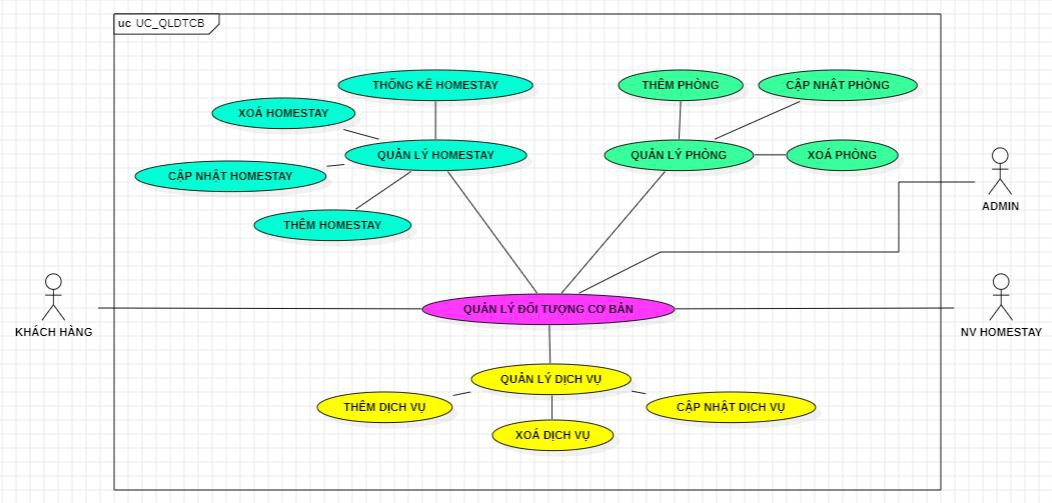 uc UC_QLDTCB
THỐNG KÊ HOMESTAY
XOÁ HOMESTAY
QUẢN LÝ HOMESTAY
CẬP NHẬT HOMESTAY
THÊM HOMESTAY
THÊM PHÒNG
CẬP NHẬT PHÒNG
QUẢN LÝ PHÒNG
XOÁ PHÒNG
ADMIN
KHÁCH HÀNG
QUẢN LÝ ĐỐI TƯỢNG CƠ BẢN
NV HOMESTAY
QUẢN LÝ DỊCH VỤ
THÊM DỊCH VỤ
CẬP NHẬT DỊCH VỤ
XOÁ DỊCH VỤ